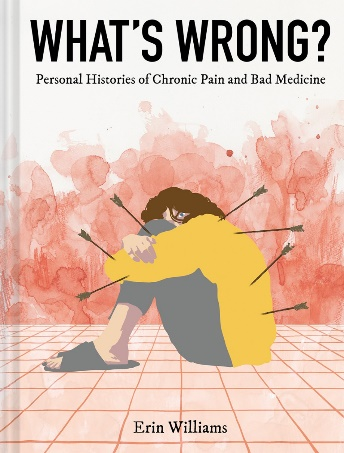 WHAT'S WRONG?
Personal Histories of Chronic Pain and Bad Medicine
Erin Williams